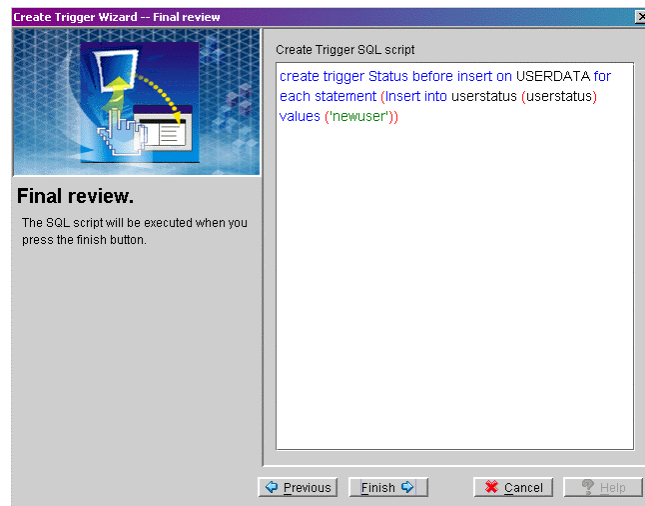 Create Trigger Wizard -- Final review
Create Trigger SQL script
create trigger Status before insert on USERDATA for
each statement (Insert into userstatus (userstatus)
values ('newuser'))
Final review.
The SQL script will be executed when you
press the finish button.
Previous
Finish
Cancel
Help